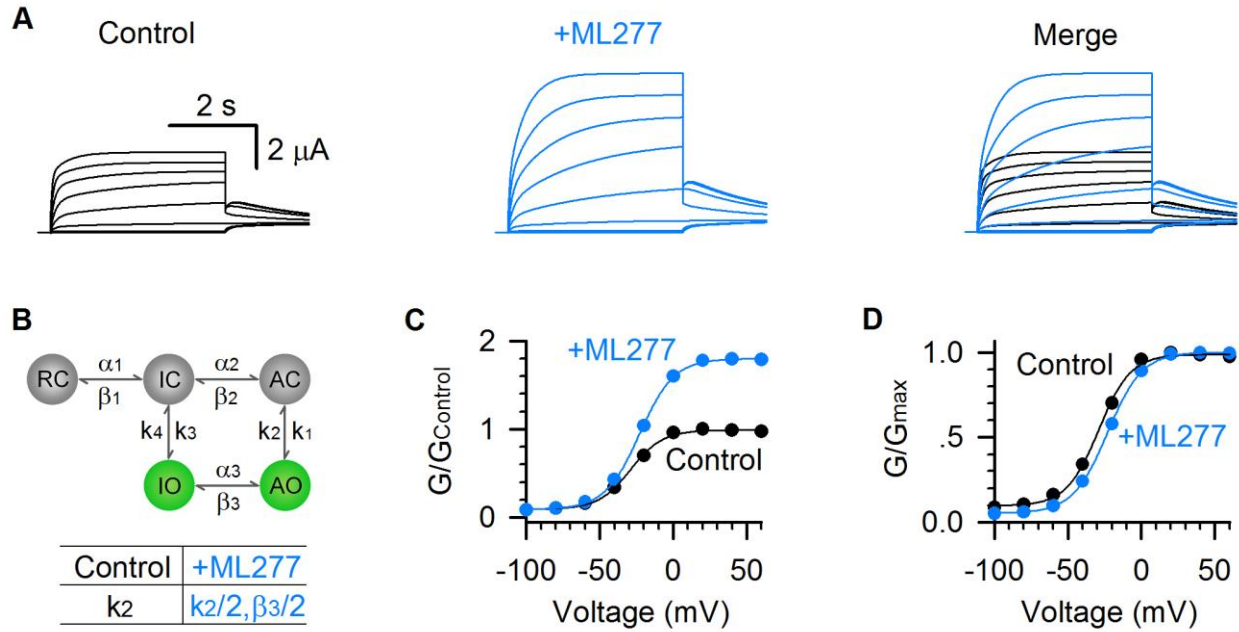 A
Control
+ML277
Merge
2 s
2 μA
B
RC α1 β1 IC α2 β2 AC
k4 k3 k2 k1
IO α3 β3 AO
Control +ML277
k2 k2/2,β3/2
C
+ML277
Control
G/GControl
2
1
0
-100 -50 0 50
Voltage (mV)
D
Control
+ML277
G/Gmax
1.0
.5
0.0
-100 -50 0 50
Voltage (mV)